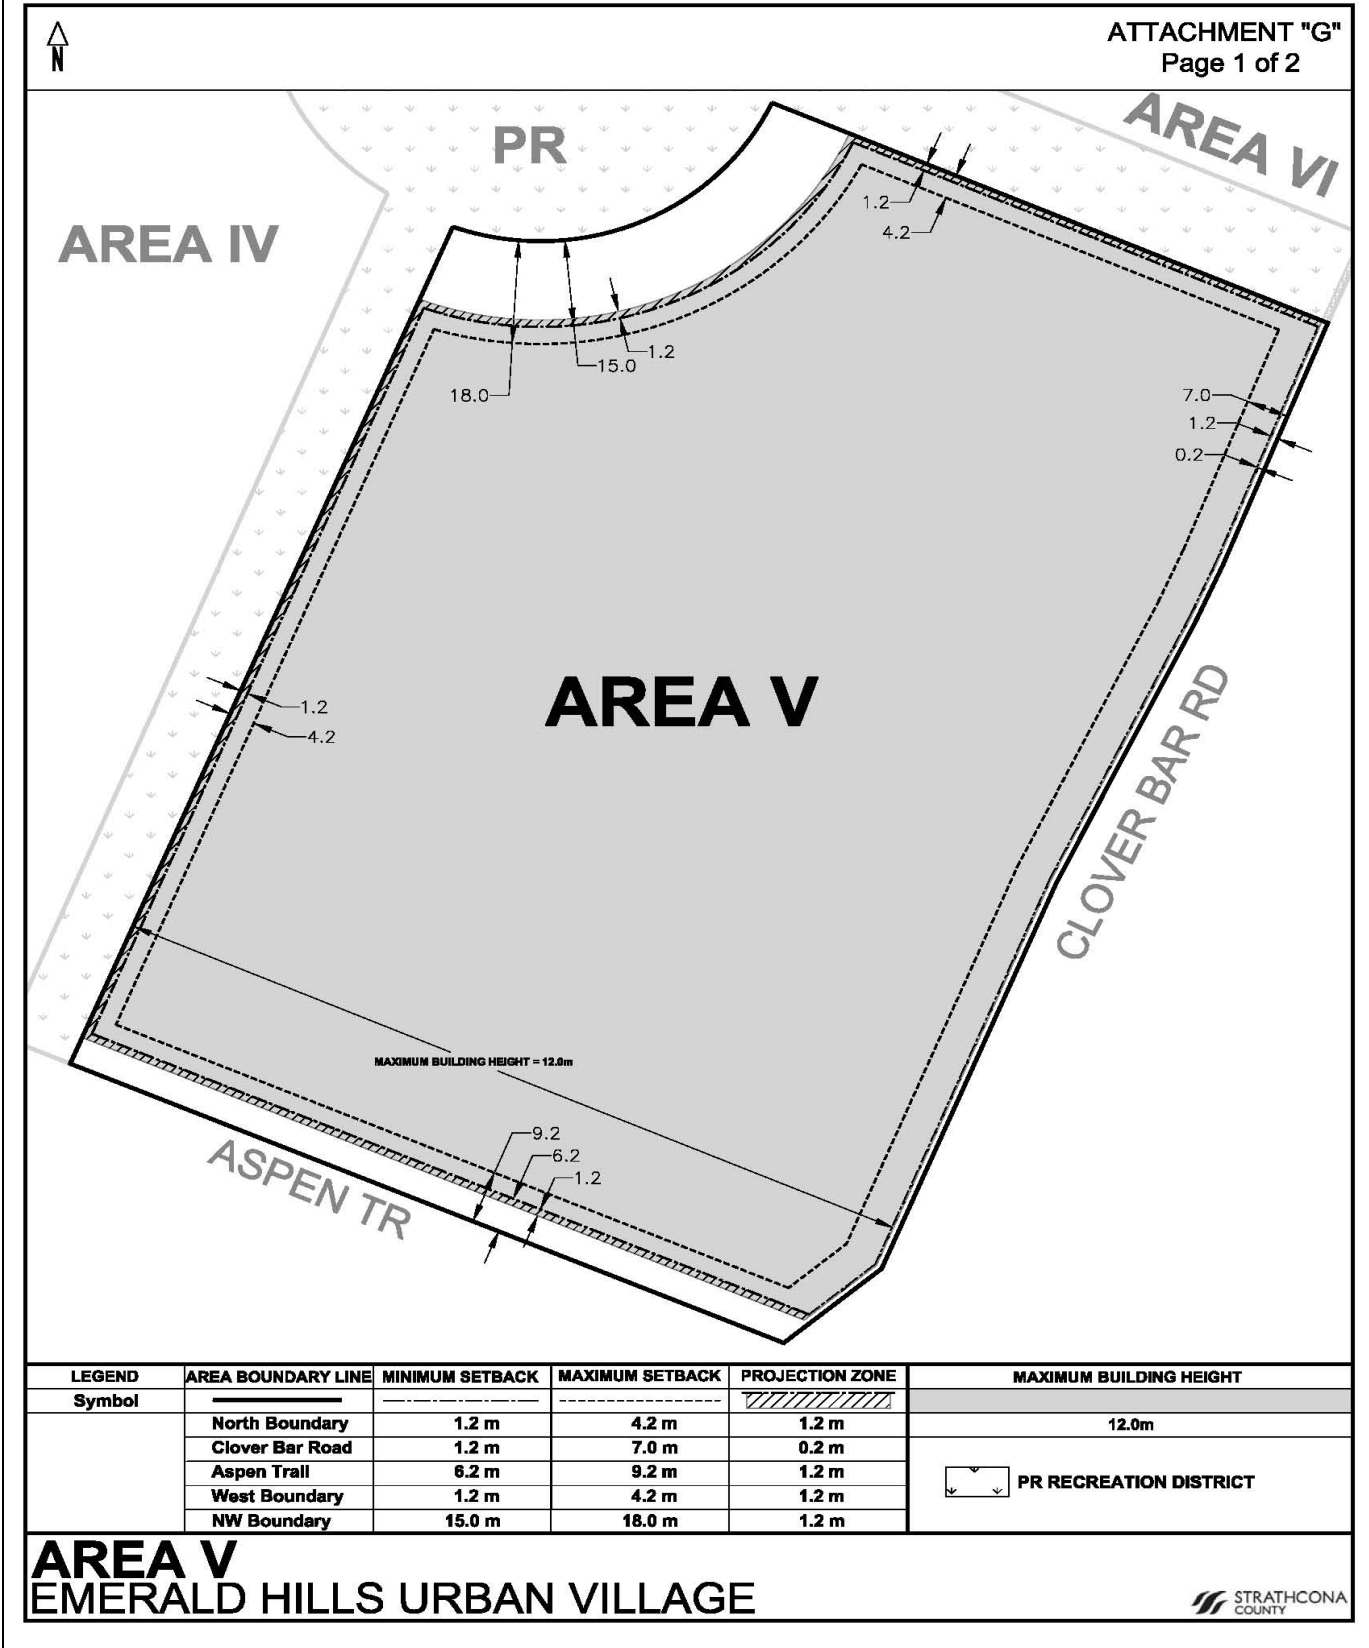 N
ATTACHMENT "G"
Page 1 of 2
PR
AREA VI
AREA IV
1.2
4.2
1.2
15.0
18.0
7.0
1.2
0.2
AREA V
1.2
4.2
CLOVER BAR RD
MAXIMUM BUILDING HEIGHT = 12.0m
9.2
6.2
1.2
ASPEN TR
LEGEND AREA BOUNDARY LINE MINIMUM SETBACK MAXIMUM SETBACK PROJECTION ZONE MAXIMUM BUILDING HEIGHT
Symbol
North Boundary 1.2 m 4.2 m 1.2 m 12.0m
Clover Bar Road 1.2 m 7.0 m 0.2 m
Aspen Trail 6.2 m 9.2 m 1.2 m
PR RECREATION DISTRICT
West Boundary 1.2 m 4.2 m 1.2 m
NW Boundary 15.0 m 18.0 m 1.2 m
AREA V
EMERALD HILLS URBAN VILLAGE
STRATHCONA
COUNTY